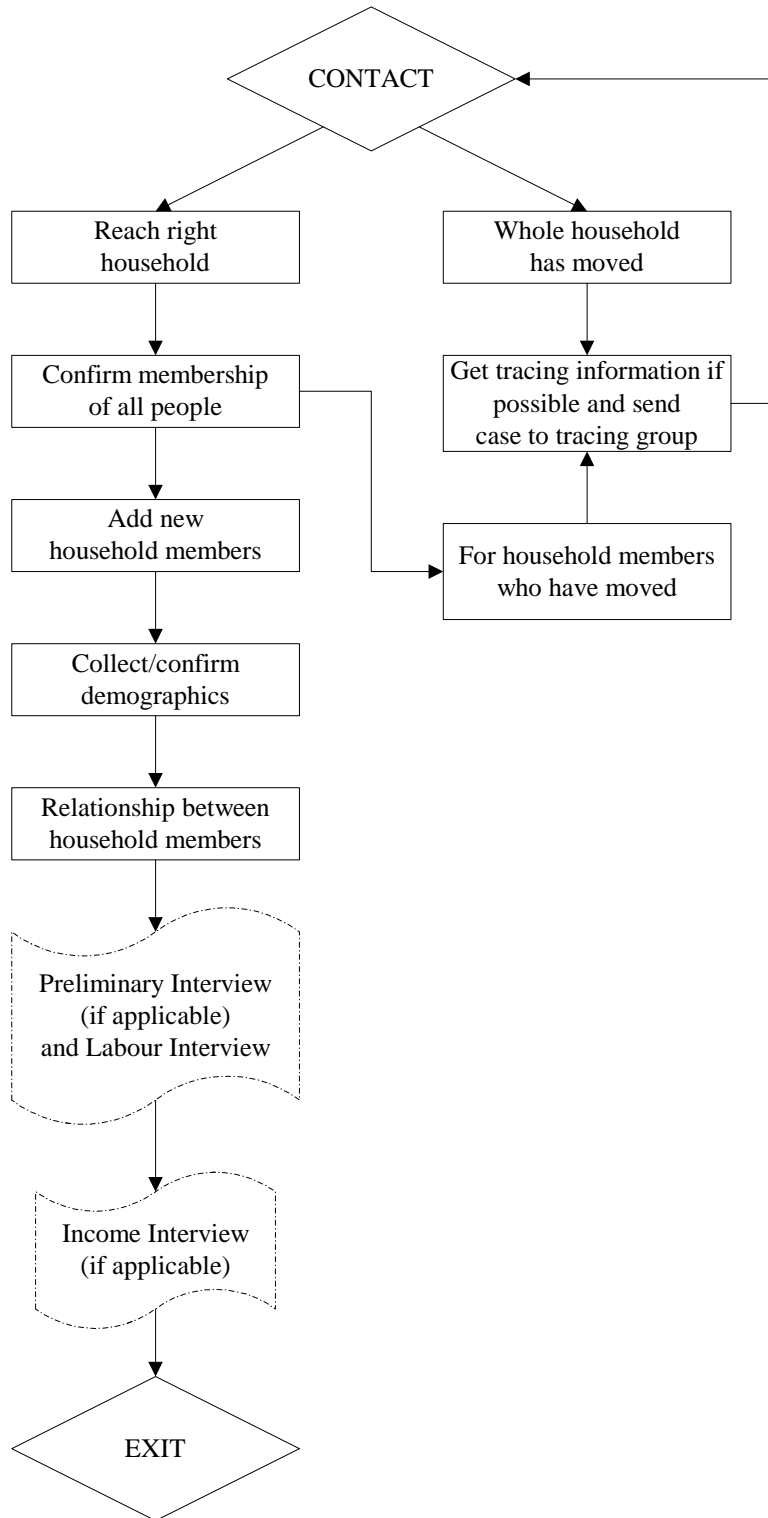 CONTACT
Reach right
household
Whole household
has moved
Confirm membership
of all people
Get tracing information if
possible and send
case to tracing group
Add new
household members
For household members
who have moved
Collect/confirm
demographics
Relationship between
household members
Preliminary Interview
(if applicable)
and Labour Interview
Income Interview
(if applicable)
EXIT